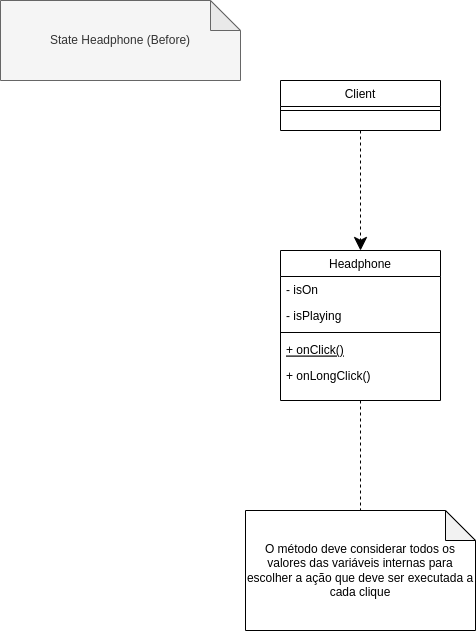 State Headphone (Before)
Client
Headphone
- isOn
- isPlaying
+ onClick()
+ onLongClick()
O método deve considerar todos os
valores das variáveis internas para
escolher a ação que deve ser executada a
cada clique